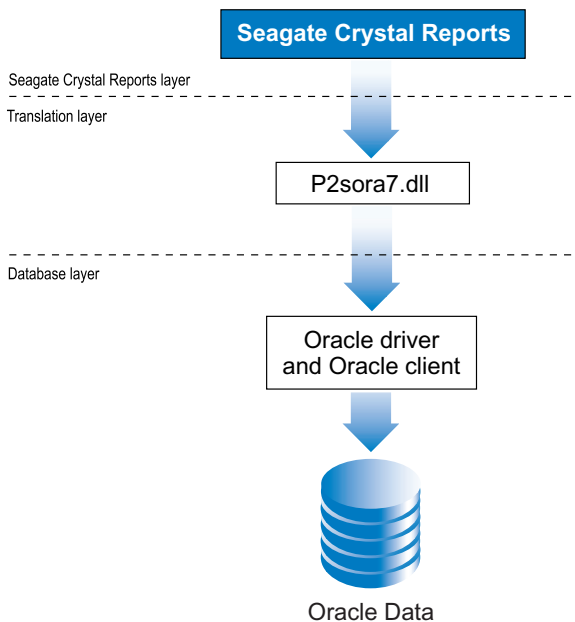 Seagate Crystal Reports
Seagate Crystal Reports layer
Translation layer
P2sora7.dll
Database layer
Oracle driver
and Oracle client
Oracle Data